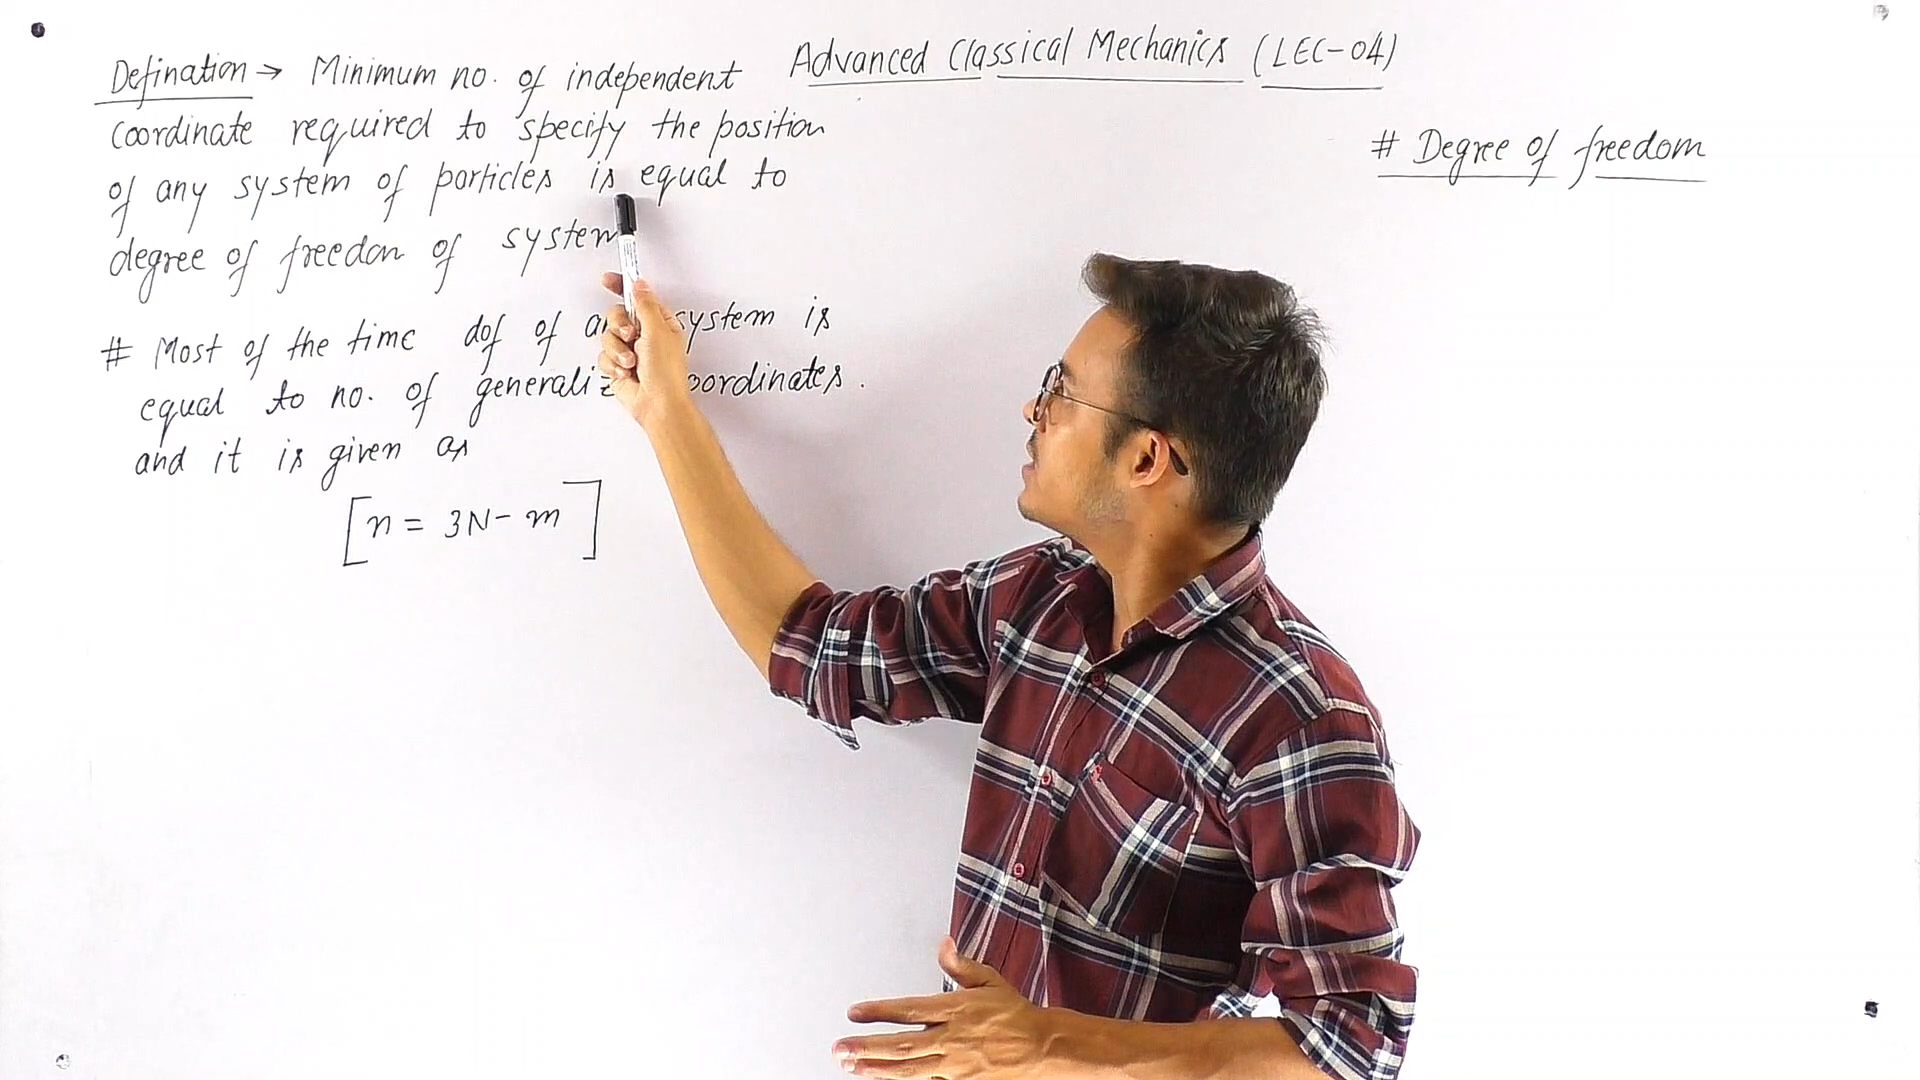 Advanced Classical Mechanics (LEC-04)
# Degree of freedom
Defination → Minimum no. of independent
coordinate required to specify the position
of any system of particles is equal to
degree of freedon of system
# Most of the time dof of system is
equal to no. of coordinates.
and it is given as
[n = 3N - m]